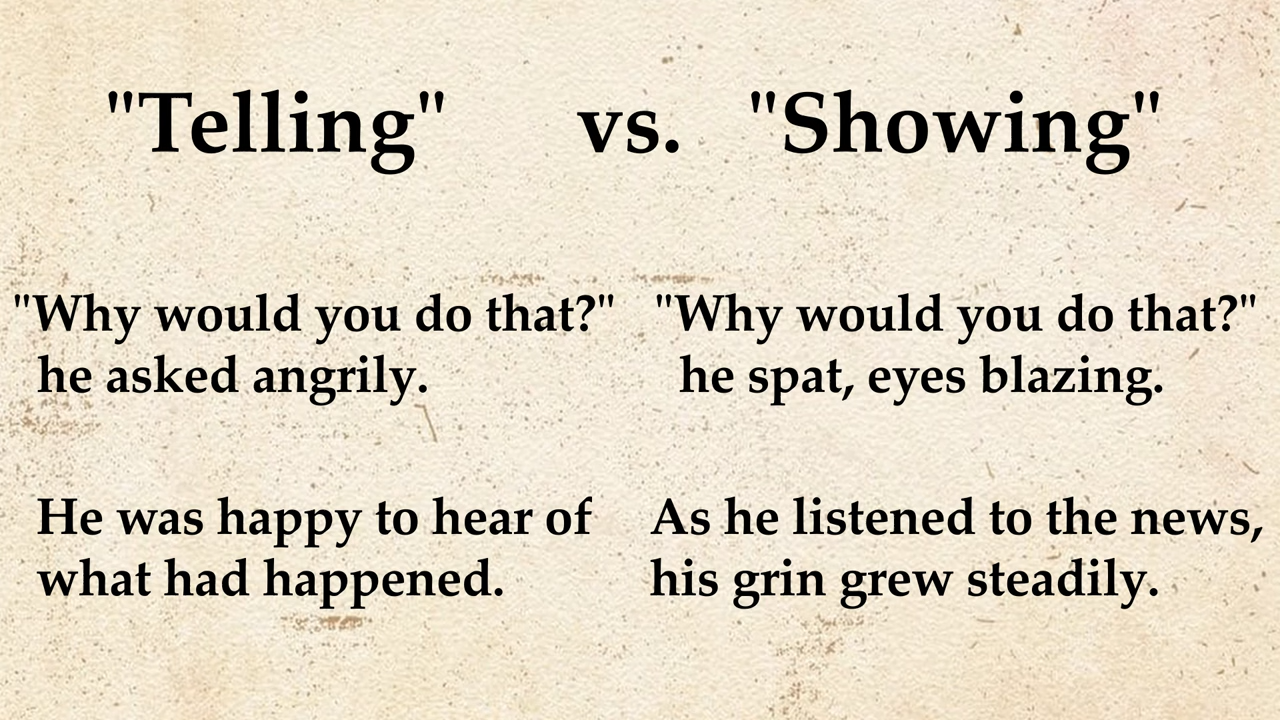 "Telling" vs. "Showing"
"Why would you do that?"
he asked angrily.
"Why would you do that?"
he spat, eyes blazing.
He was happy to hear of
what had happened.
As he listened to the news,
his grin grew steadily.